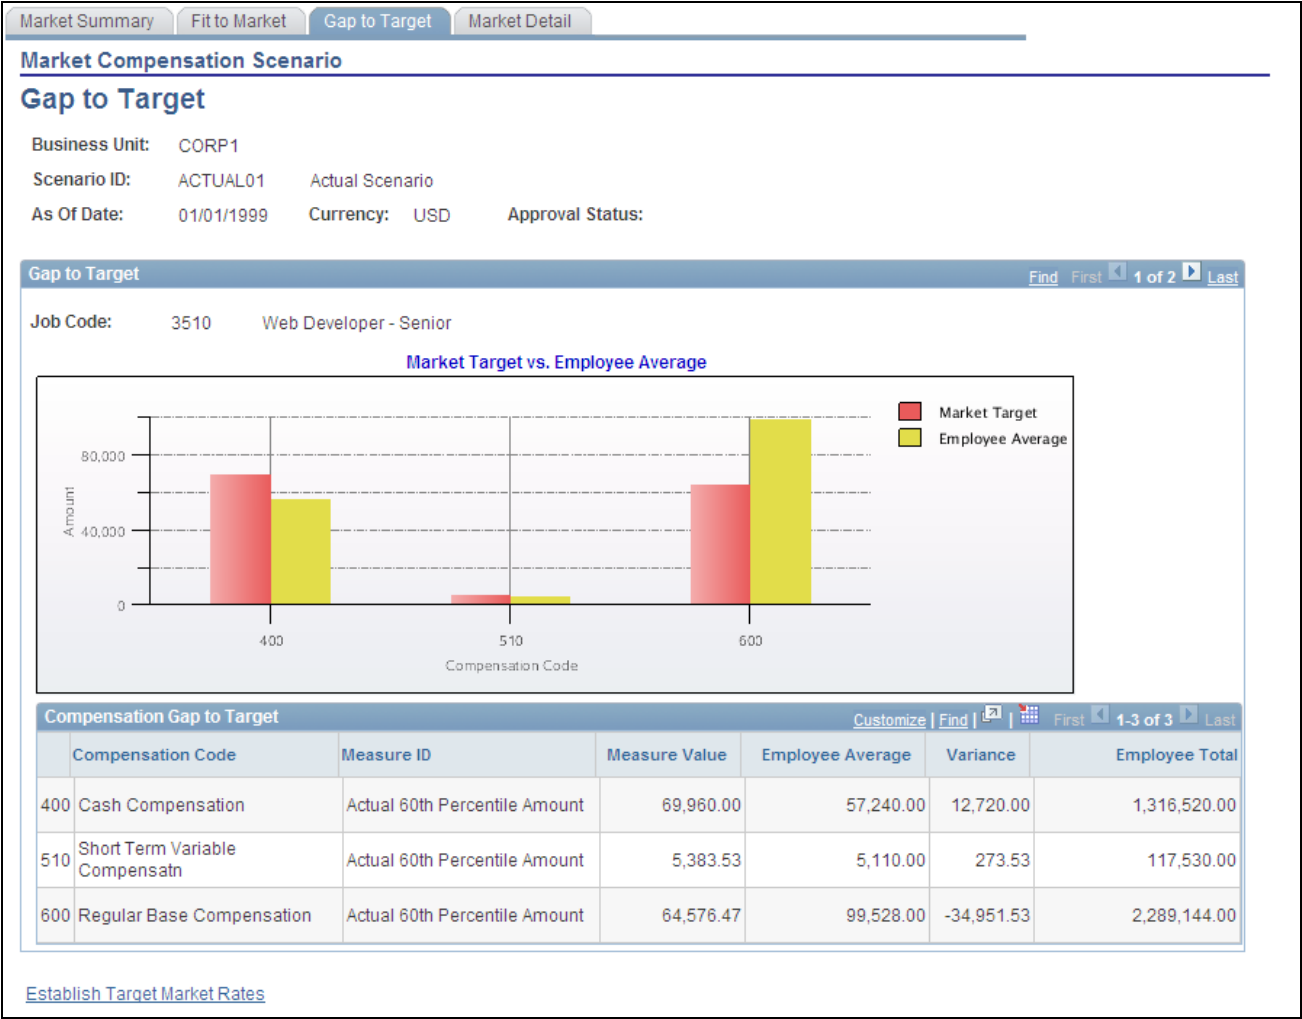 Market Summary Fit to Market Gap to Target Market Detail
Market Compensation Scenario
Gap to Target
Business Unit: CORP1
Scenario ID: ACTUAL01 Actual Scenario
As Of Date: 01/01/1999 Currency: USD Approval Status:
Gap to Target Find First 1 of 2 Last
Job Code: 3510 Web Developer - Senior
Market Target vs. Employee Average
Market Target
Employee Average
80,000
40,000
0
Amount
400 510 600
Compensation Code
Compensation Gap to Target Customize | Find | | First 1-3 of 3 Last
Compensation Code Measure ID Measure Value Employee Average Variance Employee Total
400 Cash Compensation Actual 60th Percentile Amount 69,960.00 57,240.00 12,720.00 1,316,520.00
510 Short Term Variable
Compensatn Actual 60th Percentile Amount 5,383.53 5,110.00 273.53 117,530.00
600 Regular Base Compensation Actual 60th Percentile Amount 64,576.47 99,528.00 -34,951.53 2,289,144.00
Establish Target Market Rates